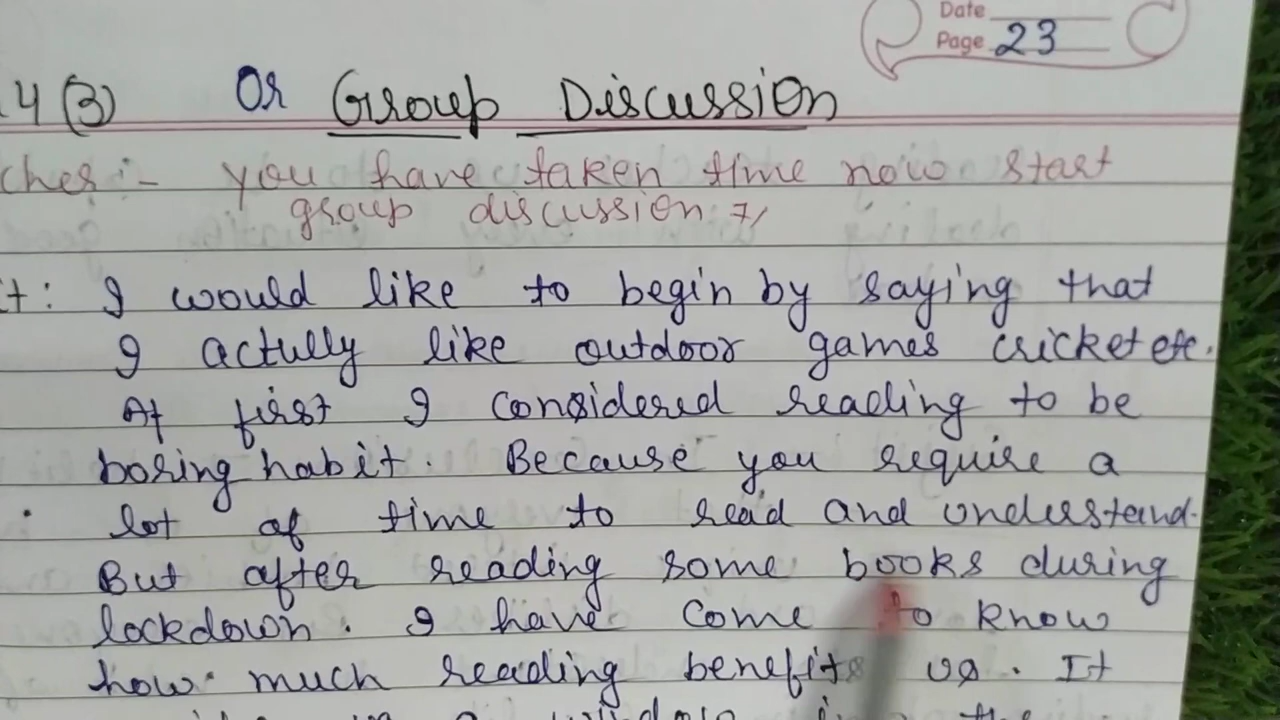 Date
Page 23
.4 (3) Or Group Discussion
ches :- you have taken time now start
group discussion.
t : I would like to begin by saying that
I actully like outdoor games cricket etc.
At first I considered reading to be
boring habit. Because you require a
lot of time to read and understand.
But after reading some books during
lockdown. I have come to know
how much reading benefits us. It